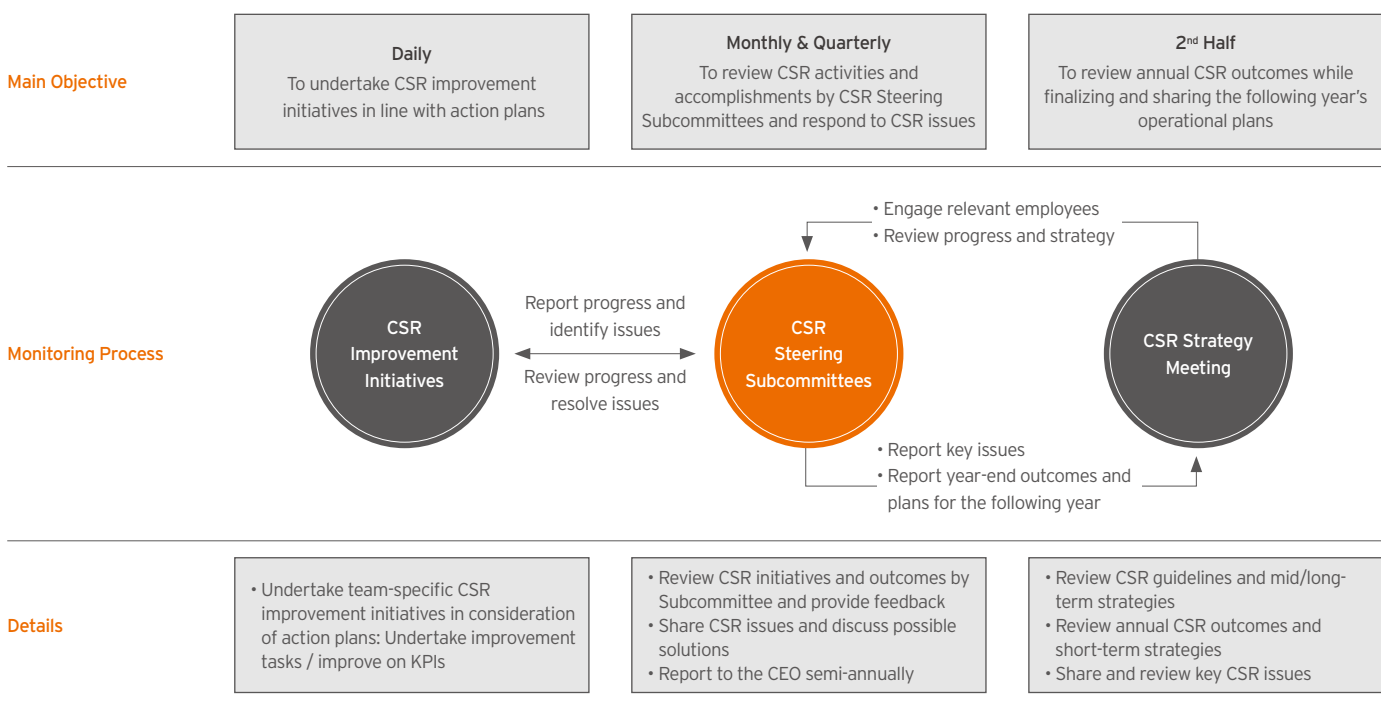 Main Objective
Daily
To undertake CSR improvement
initiatives in line with action plans
Monthly & Quarterly
To review CSR activities and
accomplishments by CSR Steering
Subcommittees and respond to CSR issues
2nd Half
To review annual CSR outcomes while
finalizing and sharing the following year's
operational plans
Monitoring Process
CSR
Improvement
Initiatives
Report progress and
identify issues
Review progress and
resolve issues
CSR
Steering
Subcommittees
• Engage relevant employees
• Review progress and strategy
CSR Strategy
Meeting
• Report key issues
• Report year-end outcomes and
plans for the following year
Details
• Undertake team-specific CSR
improvement initiatives in consideration
of action plans: Undertake improvement
tasks / improve on KPIs
• Review CSR initiatives and outcomes by
Subcommittee and provide feedback
• Share CSR issues and discuss possible
solutions
• Report to the CEO semi-annually
• Review CSR guidelines and mid/long-
term strategies
• Review annual CSR outcomes and
short-term strategies
• Share and review key CSR issues